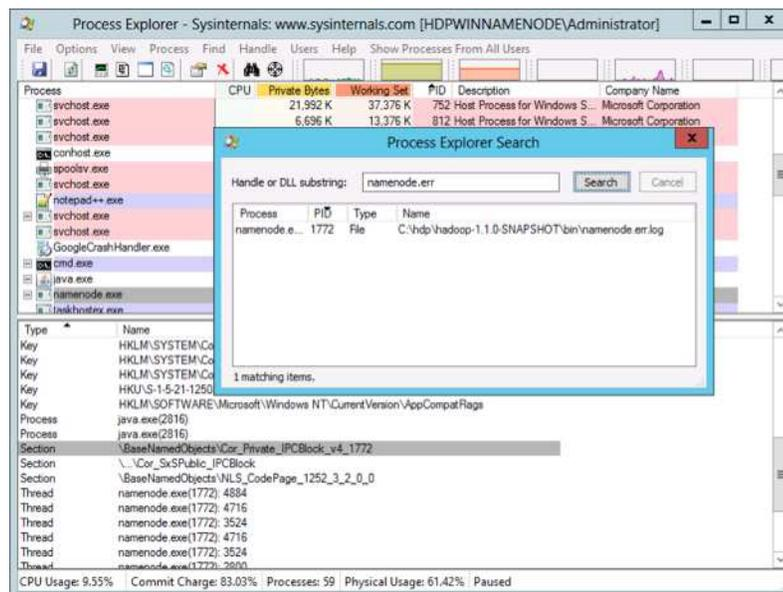 Process Explorer - Sysinternals: www.sysinternals.com [HDPWINNAMENODE\Administrator]
File Options View Process Find Handle Users Help Show Processes From All Users
Process CPU Private Bytes Working Set PID Description Company Name
svchost.exe 21,992 K 37,376 K 752 Host Process for Windows S... Microsoft Corporation
svchost.exe 6,696 K 13,376 K 812 Host Process for Windows S... Microsoft Corporation
svchost.exe
conhost.exe
spoolsv.exe
svchost.exe
notepad++.exe
svchost.exe
svchost.exe
GoogleCrashHandler.exe
cmd.exe
java.exe
namenode.exe
taskhostex.exe
Process Explorer Search
Handle or DLL substring: namenode.err Search Cancel
Process PID Type Name
namenode.e... 1772 File C:\hdp\hadoop-1.1.0-SNAPSHOT\bin\namenode.err.log
1 matching items.
Type Name
Key HKLM\SYSTEM\Co
Key HKLM\SYSTEM\Co
Key HKLM\SYSTEM\Co
Key HKU\S-1-5-21-1250
Key HKLM\SOFTWARE\Microsoft\Windows NT\CurrentVersion\AppCompatFlags
Process java.exe(2816)
Process java.exe(2816)
Section \BaseNamedObjects\Cor_Private_IPCBlock_v4_1772
Section \...\Cor_SxSPublic_IPCBlock
Section \BaseNamedObjects\NLS_CodePage_1252_3_2_0_0
Thread namenode.exe(1772): 4884
Thread namenode.exe(1772): 4716
Thread namenode.exe(1772): 3524
Thread namenode.exe(1772): 4716
Thread namenode.exe(1772): 3524
Thread namenode.exe(1772): 2800
CPU Usage: 9.55% Commit Charge: 83.03% Processes: 59 Physical Usage: 61.42% Paused